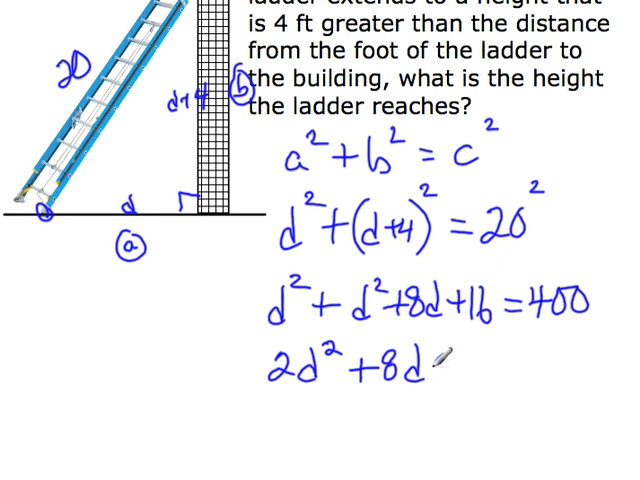 ladder extends to a height that
is 4 ft greater than the distance
from the foot of the ladder to
the building, what is the height
the ladder reaches?
20
d+4
b
d
a
a² + b² = c²
d² + (d+4)² = 20²
d² + d² + 8d + 16 = 400
2d² + 8d